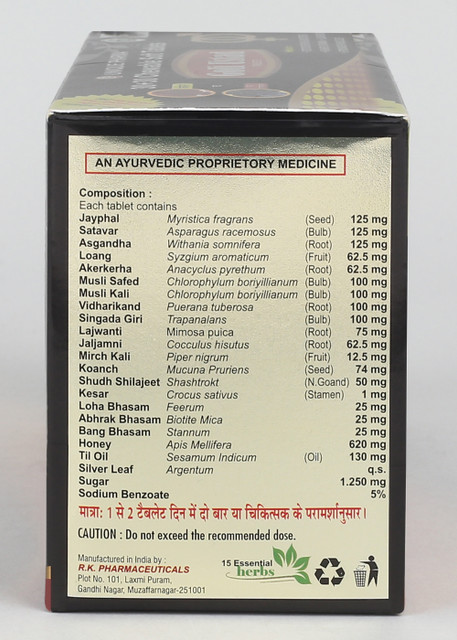 AN AYURVEDIC PROPRIETORY MEDICINE
Composition :
Each tablet contains
Jayphal Myristica fragrans (Seed) 125 mg
Satavar Asparagus racemosus (Bulb) 125 mg
Asgandha Withania somnifera (Root) 125 mg
Loang Syzgium aromaticum (Fruit) 62.5 mg
Akerkerha Anacyclus pyrethum (Root) 62.5 mg
Musli Safed Chlorophylum boriyillianum (Bulb) 100 mg
Musli Kali Chlorophylum boriyillianum (Bulb) 100 mg
Vidharikand Puerana tuberosa (Root) 100 mg
Singada Giri Trapanalans (Bulb) 100 mg
Lajwanti Mimosa puica (Root) 75 mg
Jaljamni Cocculus hisutus (Root) 62.5 mg
Mirch Kali Piper nigrum (Fruit) 12.5 mg
Koanch Mucuna Pruriens (Seed) 74 mg
Shudh Shilajeet Shashtrokt (N.Goand) 50 mg
Kesar Crocus sativus (Stamen) 1 mg
Loha Bhasam Feerum 25 mg
Abhrak Bhasam Biotite Mica 25 mg
Bang Bhasam Stannum 25 mg
Honey Apis Mellifera 620 mg
Til Oil Sesamum Indicum (Oil) 130 mg
Silver Leaf Argentum q.s.
Sugar 1.250 mg
Sodium Benzoate 5%
मात्रा: 1 से 2 टैबलेट दिन में दो बार या चिकित्सक के परामर्शानुसार।
CAUTION : Do not exceed the recommended dose.
Manufactured in India by :
R.K. PHARMACEUTICALS
Plot No. 101, Laxmi Puram,
Gandhi Nagar, Muzaffarnagar-251001
15 Essential
herbs